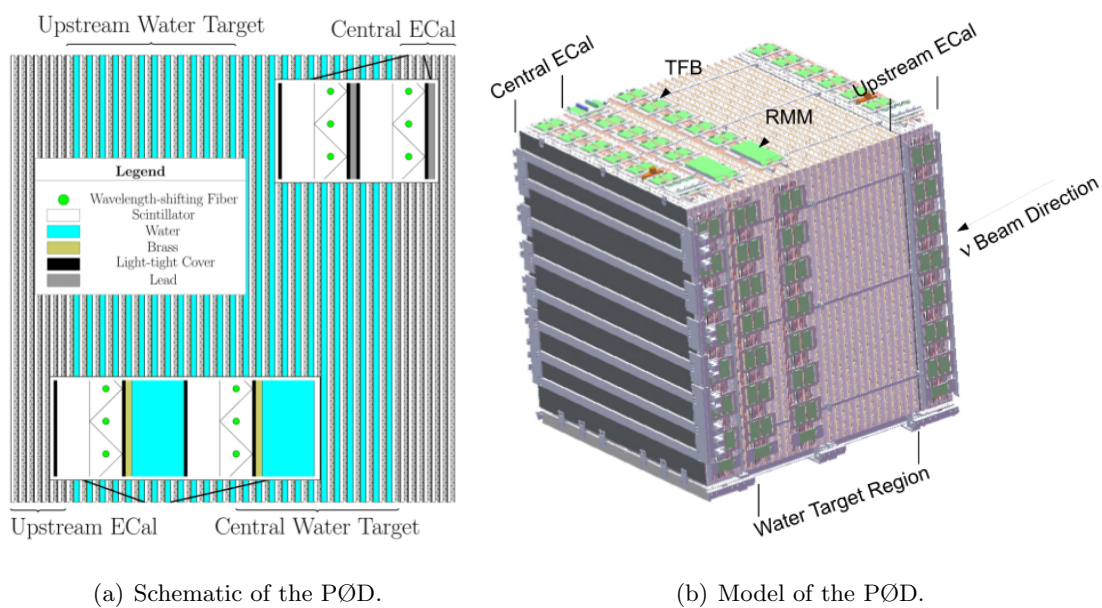 Upstream Water Target
Central ECal
Legend
Wavelength-shifting Fiber
Scintillator
Water
Brass
Light-tight Cover
Lead
Upstream ECal
Central Water Target
Central ECal
TFB
RMM
Upstream ECal
ν Beam Direction
Water Target Region
(a) Schematic of the PØD.
(b) Model of the PØD.